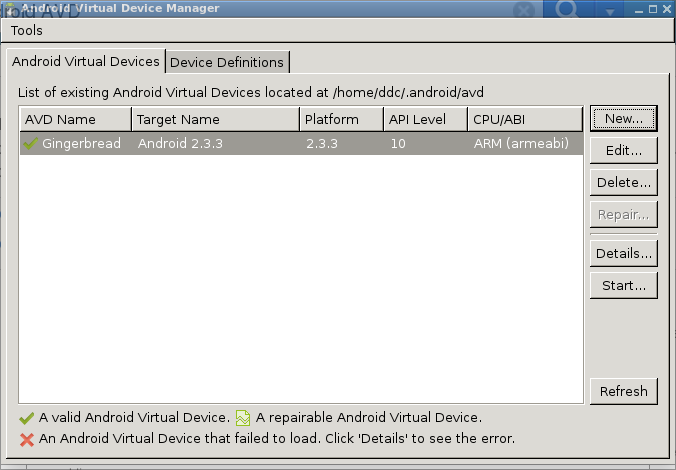 Android Virtual Device Manager
Tools
Android Virtual Devices Device Definitions
List of existing Android Virtual Devices located at /home/ddc/.android/avd
AVD Name Target Name Platform API Level CPU/ABI New...
Gingerbread Android 2.3.3 2.3.3 10 ARM (armeabi)
Edit...
Delete...
Repair...
Details...
Start...
Refresh
A valid Android Virtual Device. A repairable Android Virtual Device.
An Android Virtual Device that failed to load. Click 'Details' to see the error.